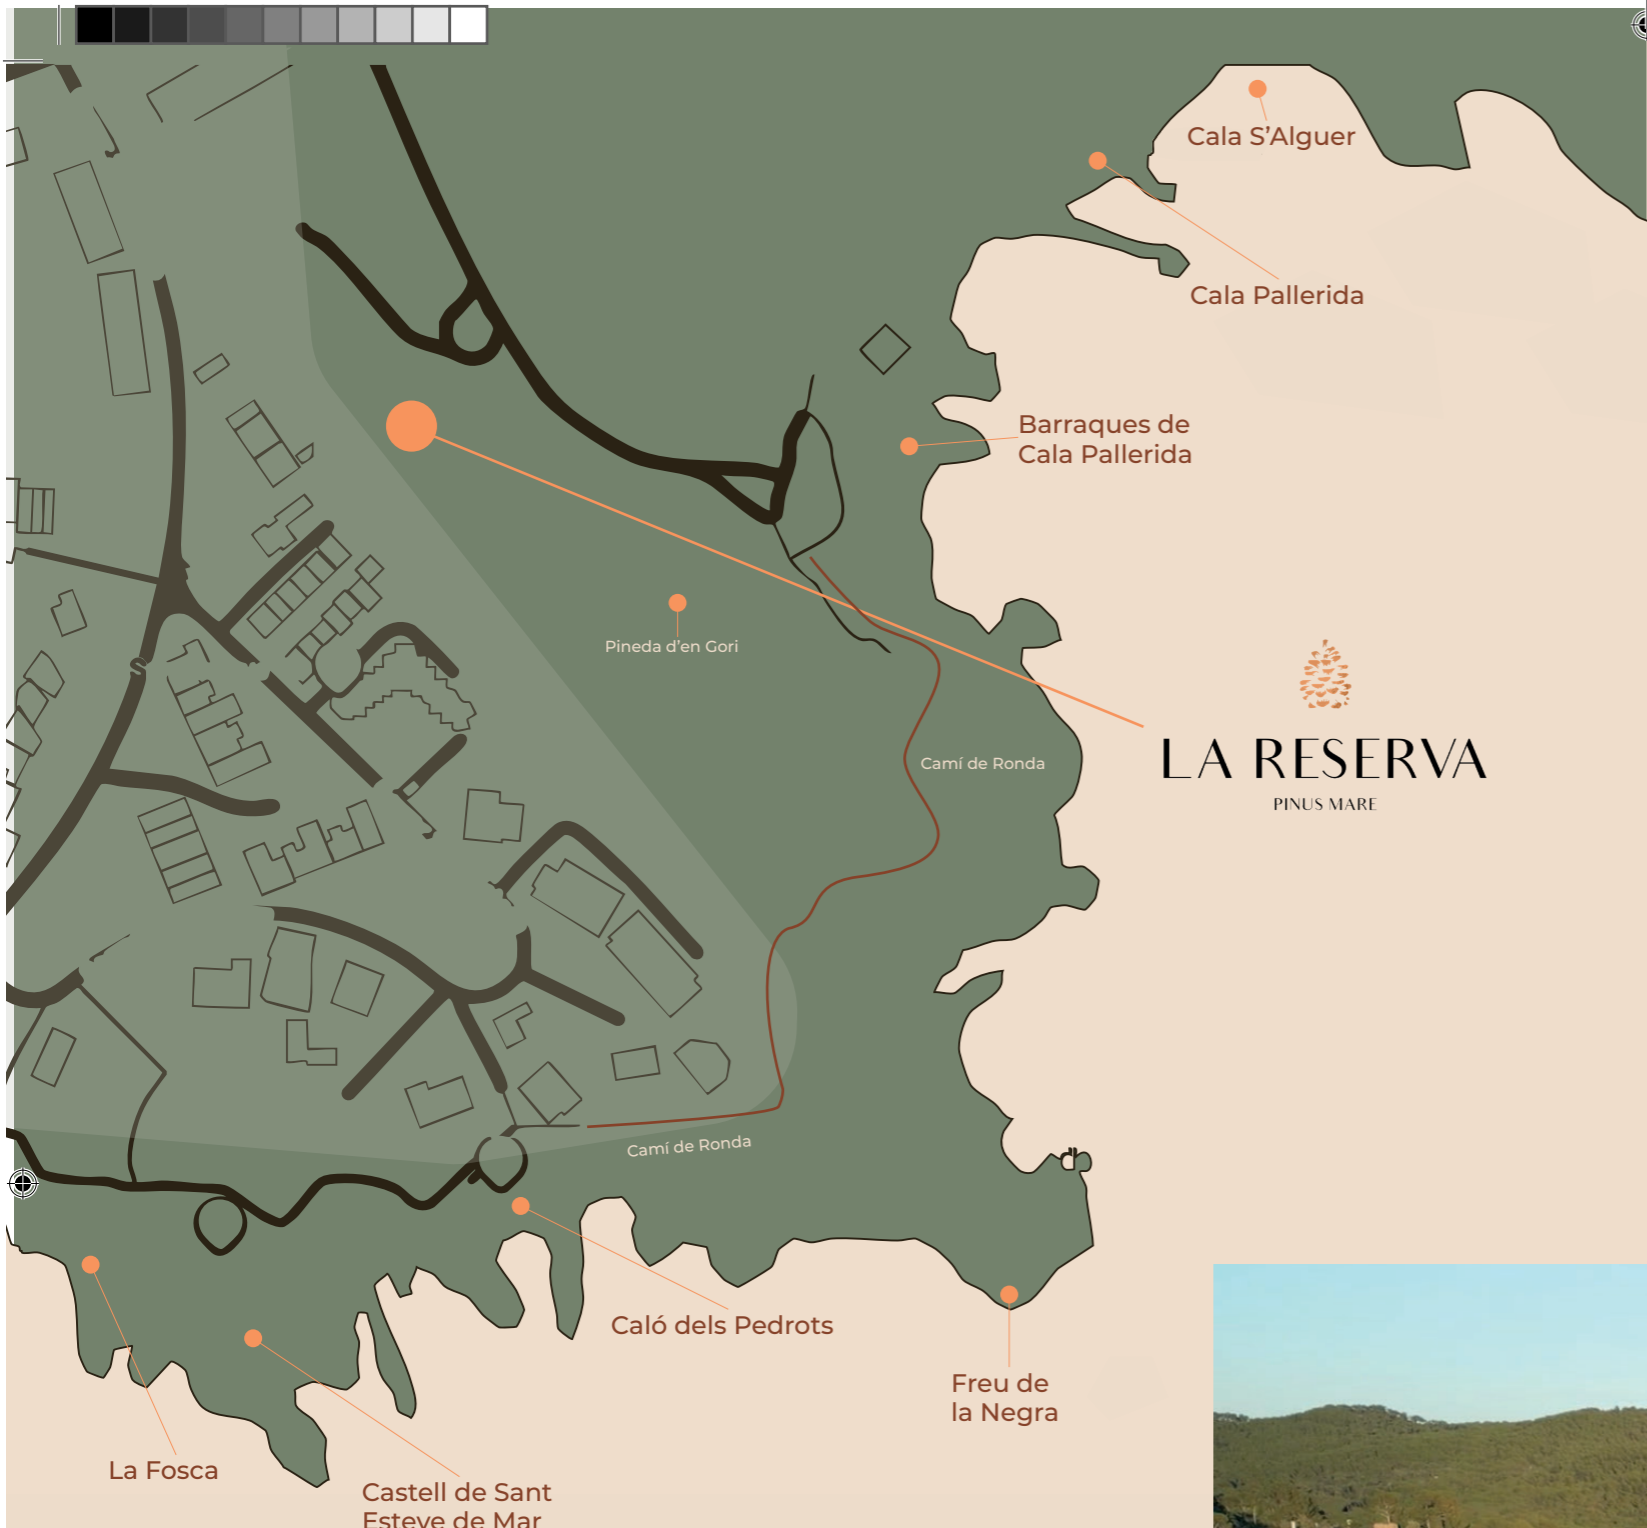 Cala S’Alguer
Cala Pallerida
Barraques de
Cala Pallerida
Pineda d’en Gori
Camí de Ronda
LA RESERVA
PINUS MARE
Camí de Ronda
Caló dels Pedrots
Freu de
la Negra
La Fosca
Castell de Sant
Esteve de Mar